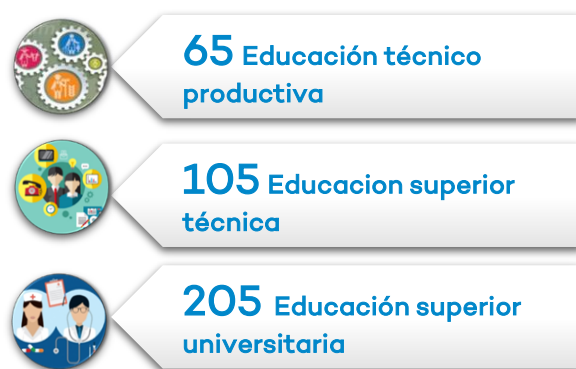 65 Educación técnico
productiva
105 Educacion superior
técnica
205 Educación superior
universitaria